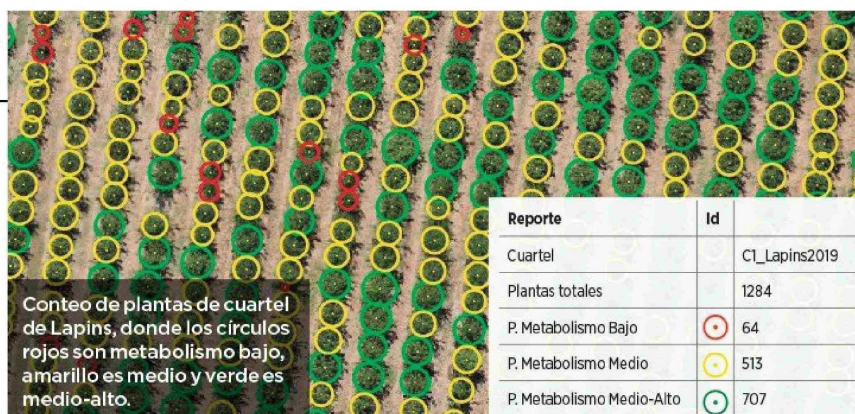 Conteo de plantas de cuartel
de Lapins, donde los círculos
rojos son metabolismo bajo,
amarillo es medio y verde es
medio-alto.
Reporte Id
Cuartel C1_Lapins2019
Plantas totales 1284
P. Metabolismo Bajo 64
P. Metabolismo Medio 513
P. Metabolismo Medio-Alto 707